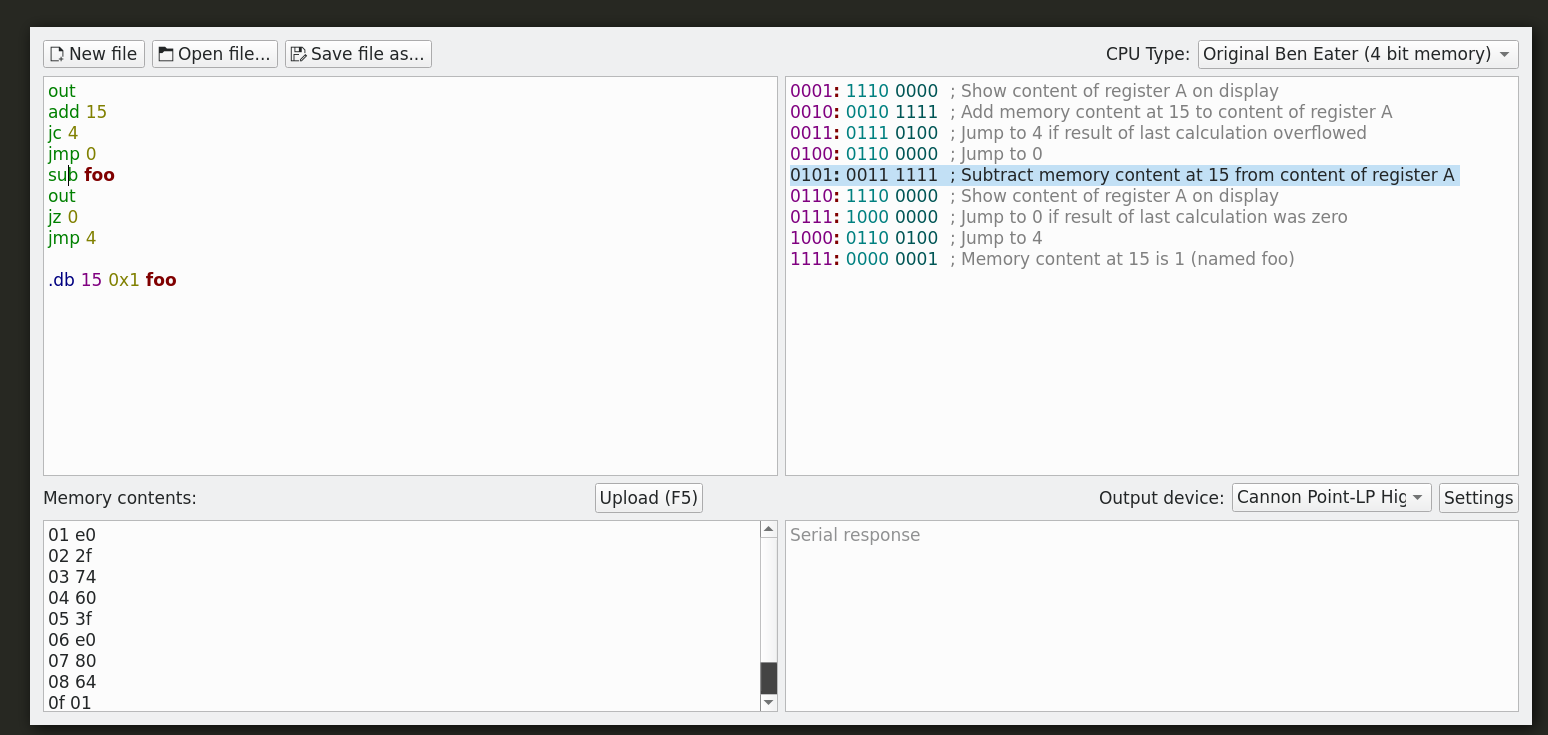 New file Open file... Save file as... CPU Type: Original Ben Eater (4 bit memory)
out
add 15
jc 4
jmp 0
sub foo
out
jz 0
jmp 4
.db 15 0x1 foo
0001: 1110 0000 ; Show content of register A on display
0010: 0010 1111 ; Add memory content at 15 to content of register A
0011: 0111 0100 ; Jump to 4 if result of last calculation overflowed
0100: 0110 0000 ; Jump to 0
0101: 0011 1111 ; Subtract memory content at 15 from content of register A
0110: 1110 0000 ; Show content of register A on display
0111: 1000 0000 ; Jump to 0 if result of last calculation was zero
1000: 0110 0100 ; Jump to 4
1111: 0000 0001 ; Memory content at 15 is 1 (named foo)
Memory contents: Upload (F5) Output device: Cannon Point-LP Hig Settings
01 e0
02 2f
03 74
04 60
05 3f
06 e0
07 80
08 64
0f 01
Serial response